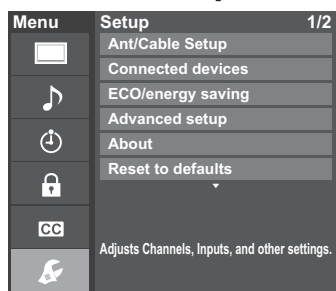 Menu
Setup 1/2
Ant/Cable Setup
Connected devices
ECO/energy saving
Advanced setup
About
Reset to defaults
CC
Adjusts Channels, Inputs, and other settings.